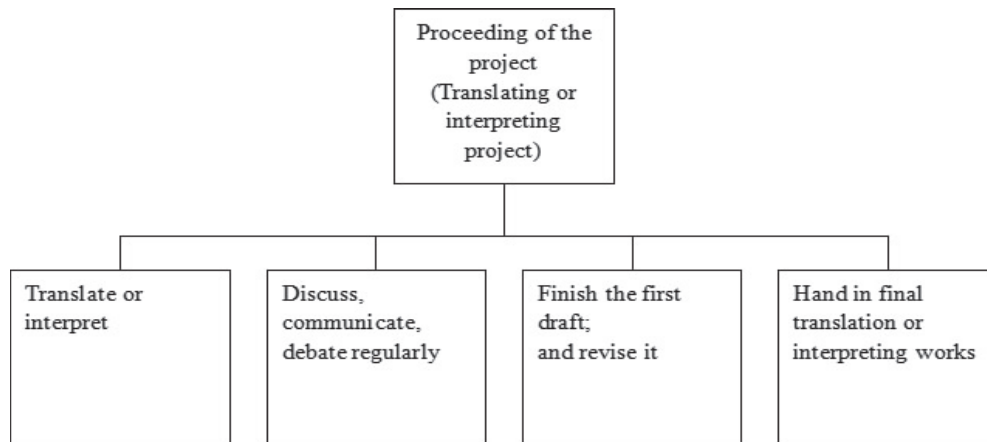 Proceeding of the
project
(Translating or
interpreting
project)
Translate or
interpret
Discuss,
communicate,
debate regularly
Finish the first
draft;
and revise it
Hand in final
translation or
interpreting works